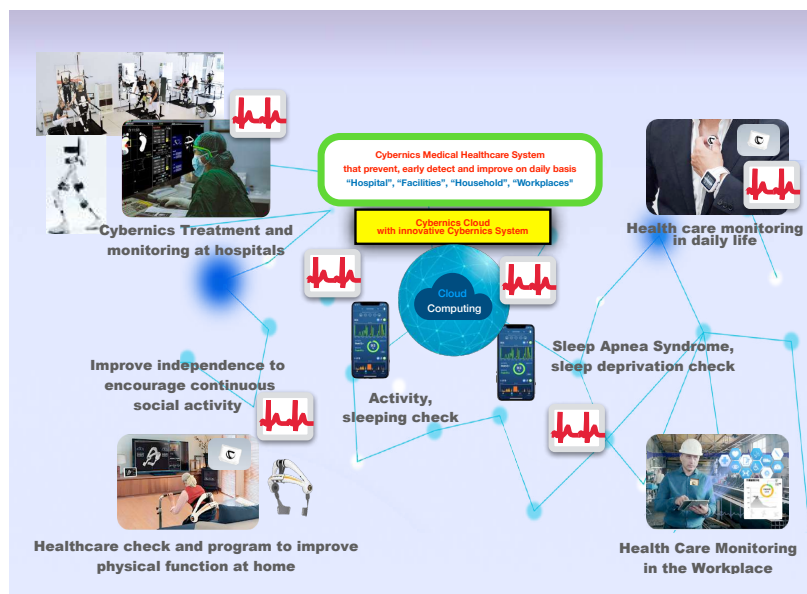 Cybernics Medical Healthcare System
that prevent, early detect and improve on daily basis
“Hospital”, “Facilities”, “Household”, “Workplaces”
Cybernics Cloud
with innovative Cybernics System
Cybernics Treatment and
monitoring at hospitals
Health care monitoring
in daily life
Cloud
Computing
Improve independence to
encourage continuous
social activity
Activity,
sleeping check
Sleep Apnea Syndrome,
sleep deprivation check
Healthcare check and program to improve
physical function at home
Health Care Monitoring
in the Workplace